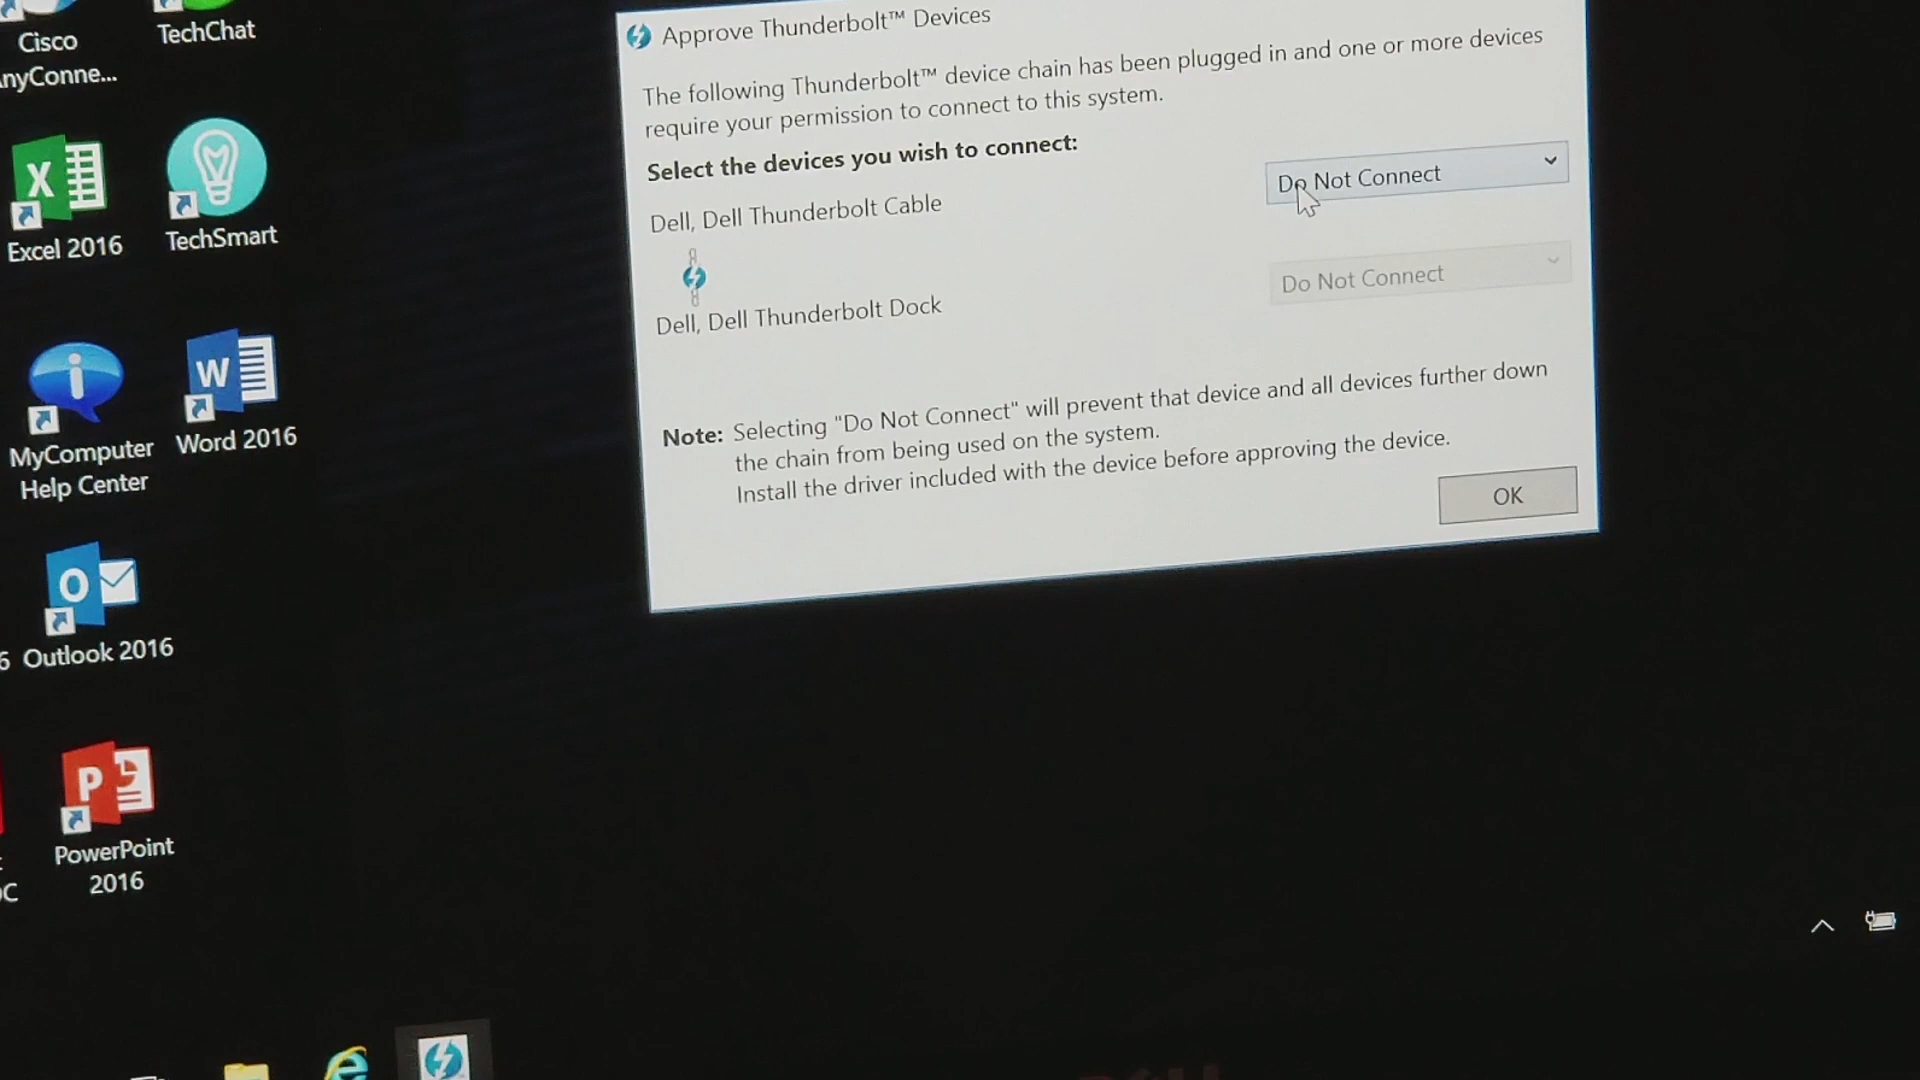 Cisco
nyConne...
TechChat
Excel 2016
TechSmart
MyComputer
Help Center
Word 2016
6
Outlook 2016
PowerPoint
2016
C
Approve Thunderbolt™ Devices
The following Thunderbolt™ device chain has been plugged in and one or more devices
require your permission to connect to this system.
Select the devices you wish to connect:
Dell, Dell Thunderbolt Cable
Do Not Connect
Dell, Dell Thunderbolt Dock
Do Not Connect
Note: Selecting "Do Not Connect" will prevent that device and all devices further down
the chain from being used on the system.
Install the driver included with the device before approving the device.
OK